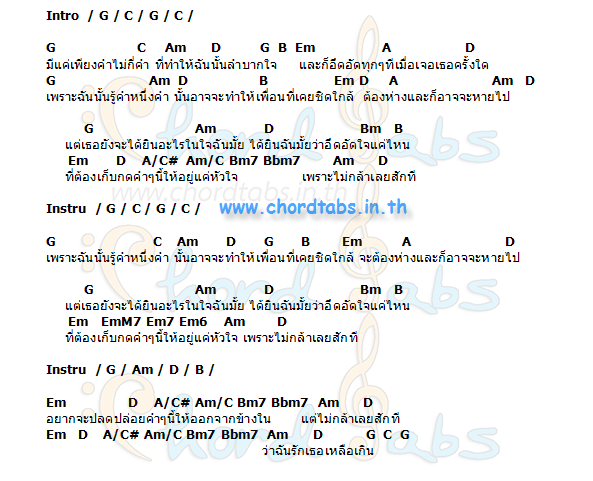 Intro / G / C / G / C /
G C Am D G B Em A D
มีแค่เพียงคำไม่กี่คำ ที่ทำให้ฉันนั้นลำบากใจ และก็อึดอัดทุกๆทีเมื่อเจอเธอครั้งใด
G Am D B Em D A Am D
เพราะฉันนั้นรู้คำหนึ่งคำ นั้นอาจจะทำให้เพื่อนที่เคยชิดใกล้ ต้องห่างและก็อาจจะหายไป
G Am D Bm B
แต่เธอยังจะได้ยินอะไรในใจฉันมั้ย ได้ยินฉันมั้ยว่าอึดอัดใจแค่ไหน
Em D A/C# Am/C Bm7 Bbm7 Am D
ที่ต้องเก็บกดคำๆนี้ให้อยู่แค่หัวใจ เพราะไม่กล้าเลยสักที
www.chordtabs.in.th
Instru / G / C / G / C / www.chordtabs.in.th
G C Am D G B Em A D
เพราะฉันนั้นรู้คำหนึ่งคำ นั้นอาจจะทำให้เพื่อนที่เคยชิดใกล้ จะต้องห่างและก็อาจจะหายไป
G Am D Bm B
แต่เธอยังจะได้ยินอะไรในใจฉันมั้ย ได้ยินฉันมั้ยว่าอึดอัดใจแค่ไหน
Em EmM7 Em7 Em6 Am D
ที่ต้องเก็บกดคำๆนี้ให้อยู่แค่หัวใจ เพราะไม่กล้าเลยสักที
Instru / G / Am / D / B /
Em D A/C# Am/C Bm7 Bbm7 Am D
อยากจะปลดปล่อยคำๆนี้ให้ออกจากข้างใน แต่ไม่กล้าเลยสักที
Em D A/C# Am/C Bm7 Bbm7 Am D G C G
ว่าฉันรักเธอเหลือเกิน